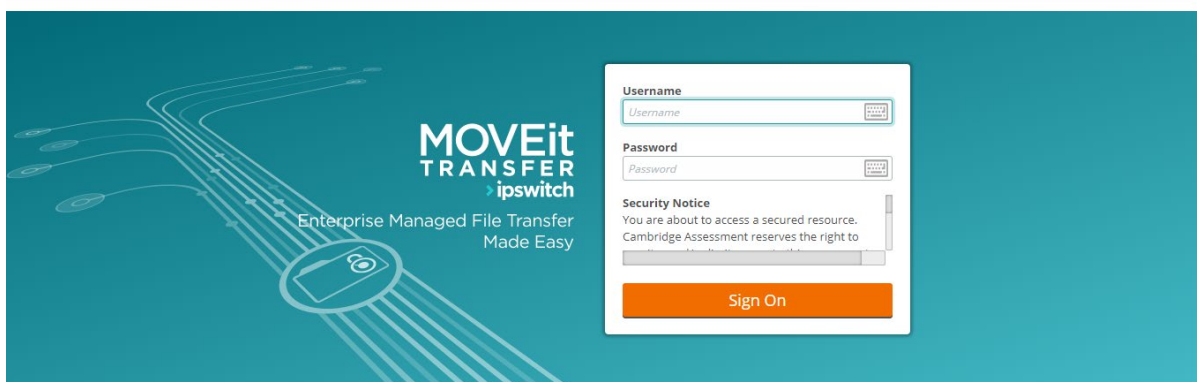 MOVEit
TRANSFER
ipswitch
Enterprise Managed File Transfer
Made Easy
Username
Username
Password
Password
Security Notice
You are about to access a secured resource.
Cambridge Assessment reserves the right to
Sign On